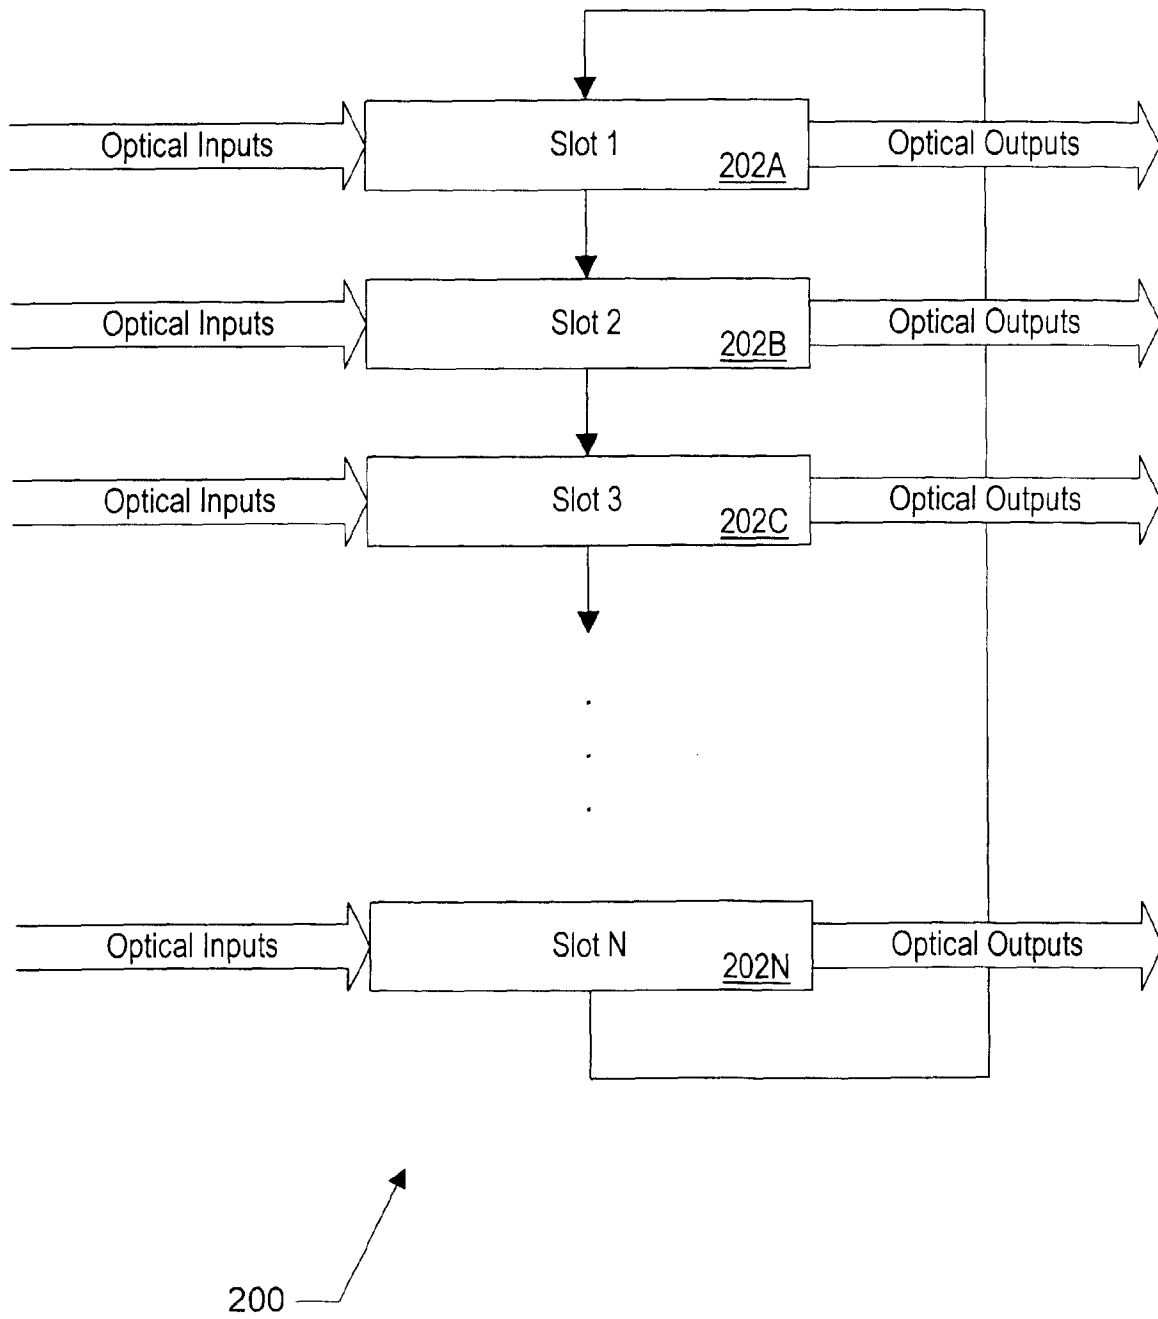 Optical Inputs Slot 1 Optical Outputs
202A
Optical Inputs Slot 2 Optical Outputs
202B
Optical Inputs Slot 3 Optical Outputs
202C
.
.
.
Optical Inputs Slot N Optical Outputs
202N
200